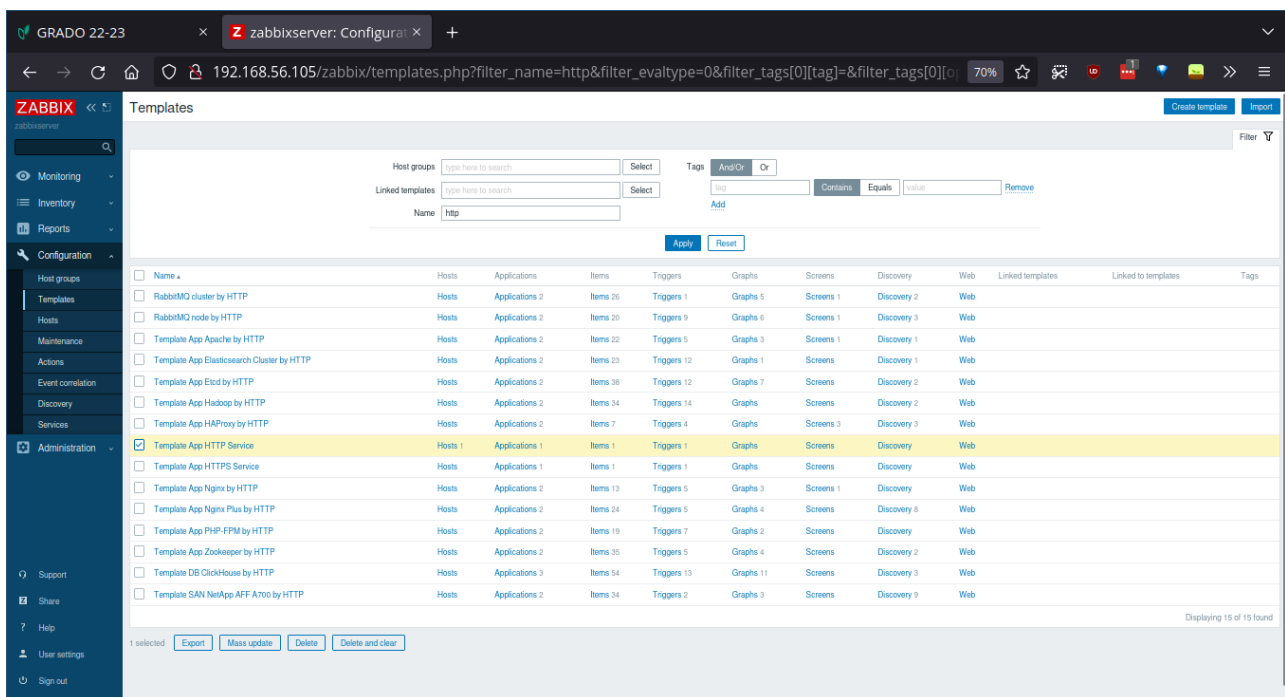 GRADO 22-23
zabbixserver: Configurat
192.168.56.105/zabbix/templates.php?filter_name=http&filter_evaltype=0&filter_tags[0][tag]=&filter_tags[0][o
70%
1
ZABBIX
zabbixserver
Monitoring
Inventory
Reports
Configuration
Host groups
Templates
Hosts
Maintenance
Actions
Event correlation
Discovery
Services
Administration
Support
Share
Help
User settings
Sign out
Templates
Create template Import
Filter
Host groups type here to search Select Tags And/Or Or
Linked templates type here to search Select tag Contains Equals value Remove
Add
Name http
Apply Reset
Name Hosts Applications Items Triggers Graphs Screens Discovery Web Linked templates Linked to templates Tags
RabbitMQ cluster by HTTP Hosts Applications 2 Items 26 Triggers 1 Graphs 5 Screens 1 Discovery 2 Web
RabbitMQ node by HTTP Hosts Applications 2 Items 20 Triggers 9 Graphs 6 Screens 1 Discovery 3 Web
Template App Apache by HTTP Hosts Applications 2 Items 22 Triggers 5 Graphs 3 Screens 1 Discovery 1 Web
Template App Elasticsearch Cluster by HTTP Hosts Applications 2 Items 23 Triggers 12 Graphs 1 Screens Discovery 1 Web
Template App Etcd by HTTP Hosts Applications 2 Items 38 Triggers 12 Graphs 7 Screens Discovery 2 Web
Template App Hadoop by HTTP Hosts Applications 2 Items 34 Triggers 14 Graphs Screens Discovery 2 Web
Template App HAProxy by HTTP Hosts Applications 2 Items 7 Triggers 4 Graphs Screens 3 Discovery 3 Web
Template App HTTP Service Hosts 1 Applications 1 Items 1 Triggers 1 Graphs Screens Discovery Web
Template App HTTPS Service Hosts Applications 1 Items 1 Triggers 1 Graphs Screens Discovery Web
Template App Nginx by HTTP Hosts Applications 2 Items 13 Triggers 5 Graphs 3 Screens 1 Discovery Web
Template App Nginx Plus by HTTP Hosts Applications 2 Items 24 Triggers 5 Graphs 4 Screens Discovery 8 Web
Template App PHP-FPM by HTTP Hosts Applications 2 Items 19 Triggers 7 Graphs 2 Screens Discovery Web
Template App Zookeeper by HTTP Hosts Applications 2 Items 35 Triggers 5 Graphs 4 Screens Discovery 2 Web
Template DB ClickHouse by HTTP Hosts Applications 3 Items 54 Triggers 13 Graphs 11 Screens Discovery 3 Web
Template SAN NetApp AFF A700 by HTTP Hosts Applications 2 Items 34 Triggers 2 Graphs 3 Screens Discovery 9 Web
Displaying 15 of 15 found
1 selected Export Mass update Delete Delete and clear